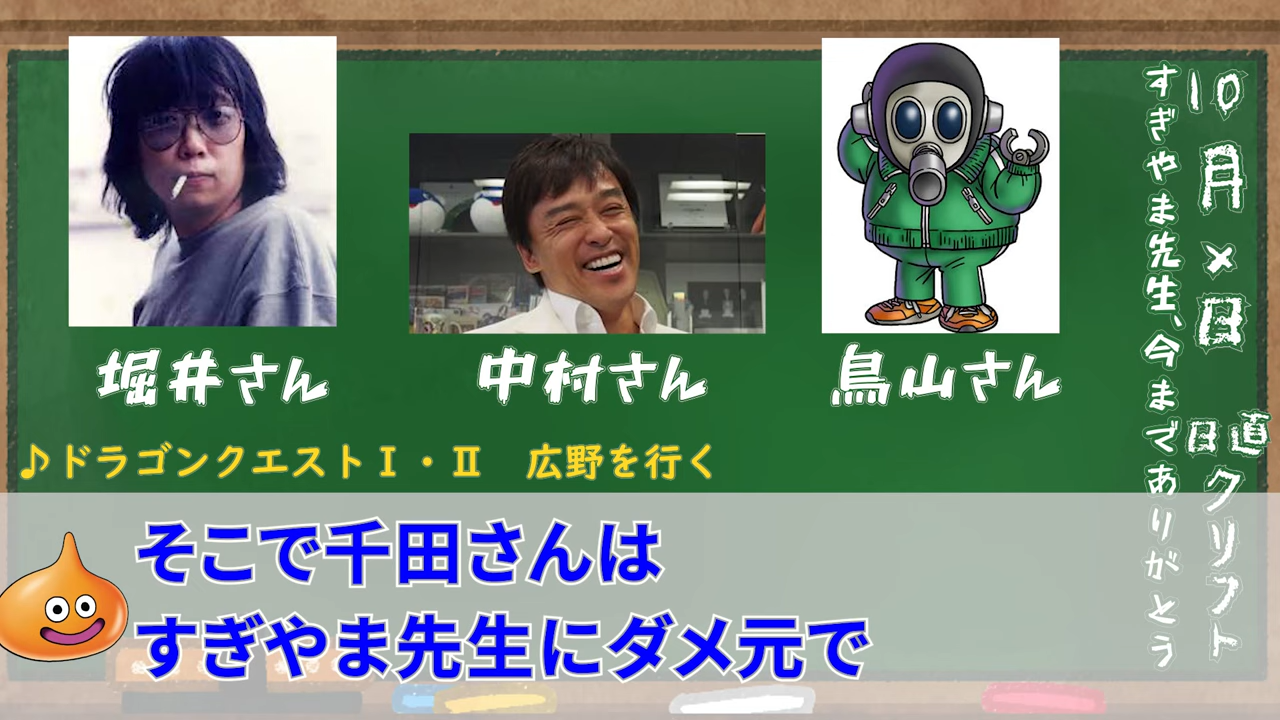 10月×日 日直 クリフト
すぎやま先生、今までありがとう
堀井さん
中村さん
鳥山さん
♪ドラゴンクエストⅠ・Ⅱ 広野を行く
そこで千田さんは
すぎやま先生にダメ元で